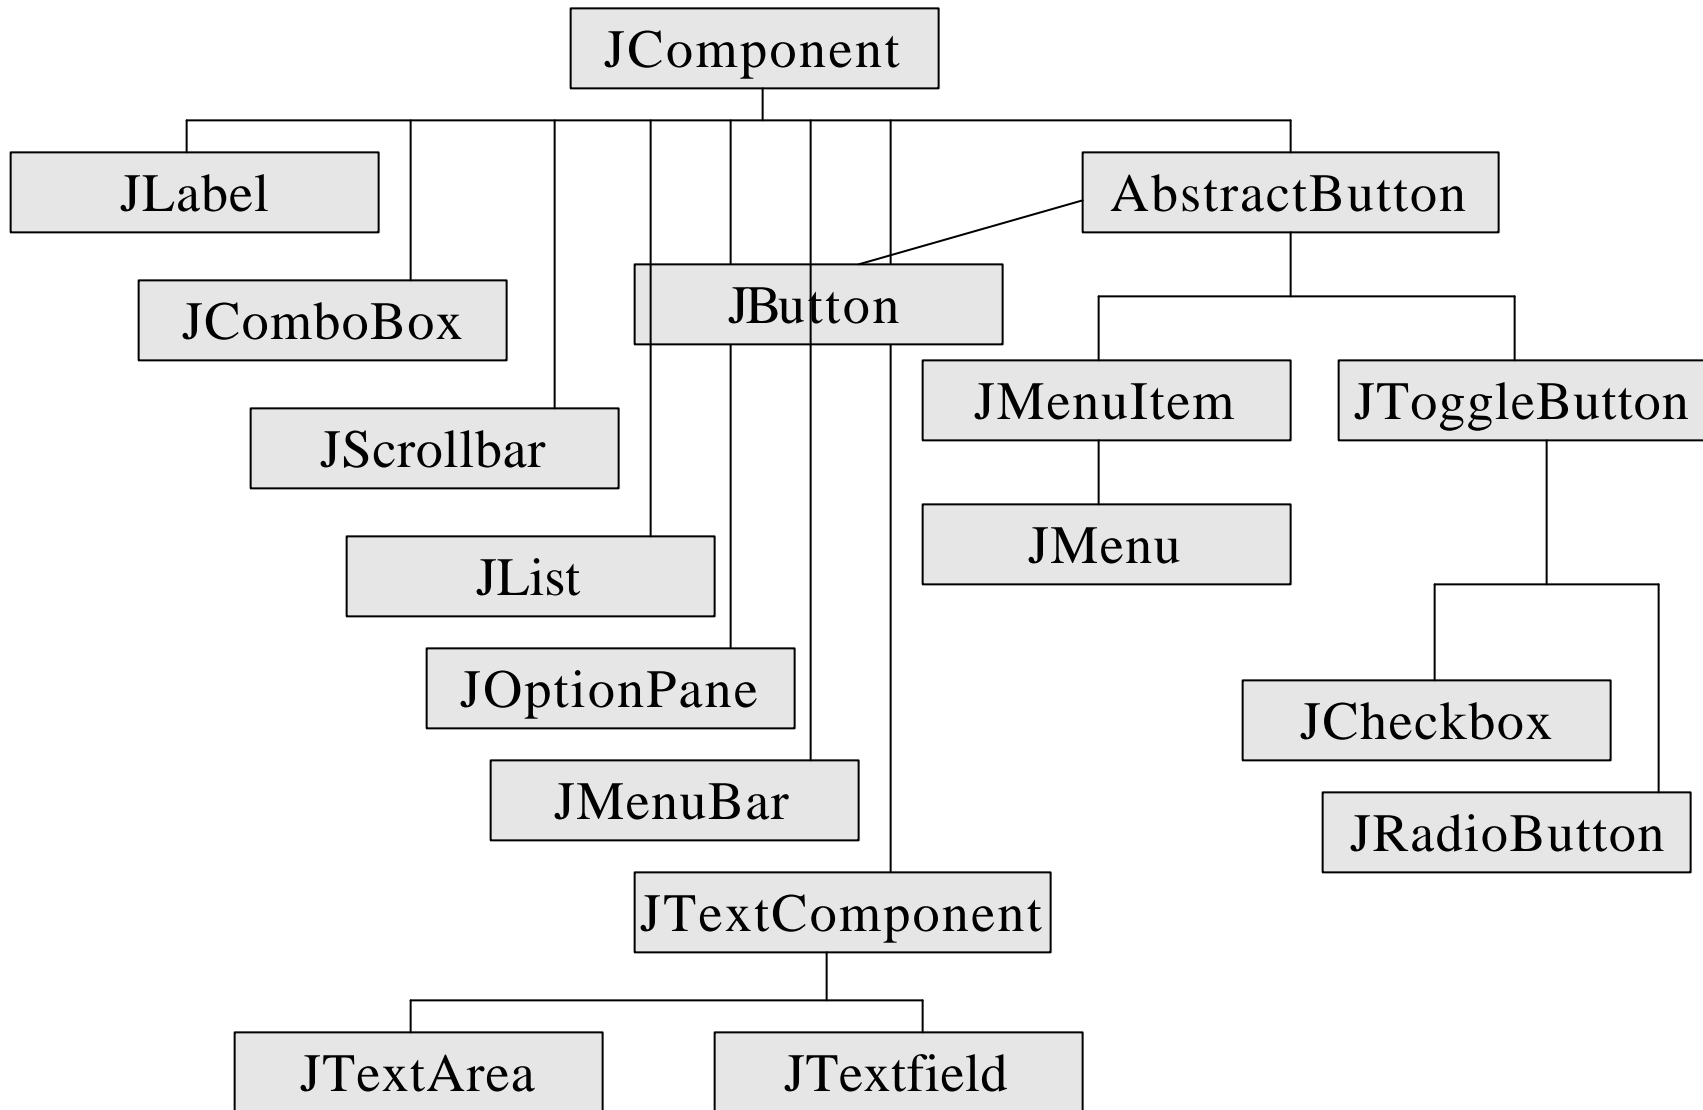 JComponent
JLabel
AbstractButton
JButton
JComboBox
JMenuItem
JToggleButton
JScrollbar
JMenu
JList
JOptionPane
JCheckbox
JMenuBar
JRadioButton
JTextComponent
JTextArea
JTextfield